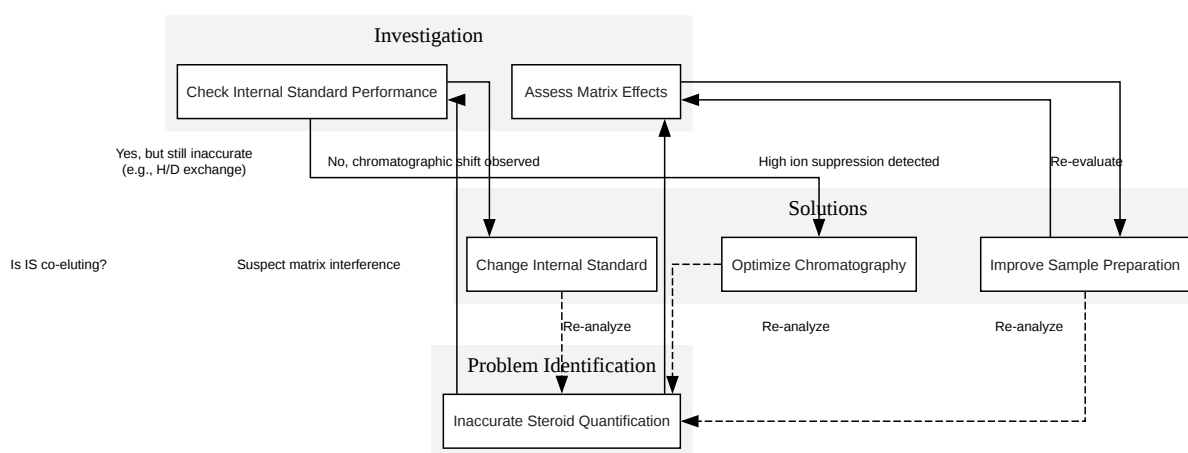 Investigation
Check Internal Standard Performance
Assess Matrix Effects
Yes, but still inaccurate
(e.g., H/D exchange)
No, chromatographic shift observed
High ion suppression detected
Re-evaluate
Solutions
Is IS co-eluting?
Suspect matrix interference
Change Internal Standard
Optimize Chromatography
Improve Sample Preparation
Re-analyze
Re-analyze
Re-analyze
Problem Identification
Inaccurate Steroid Quantification